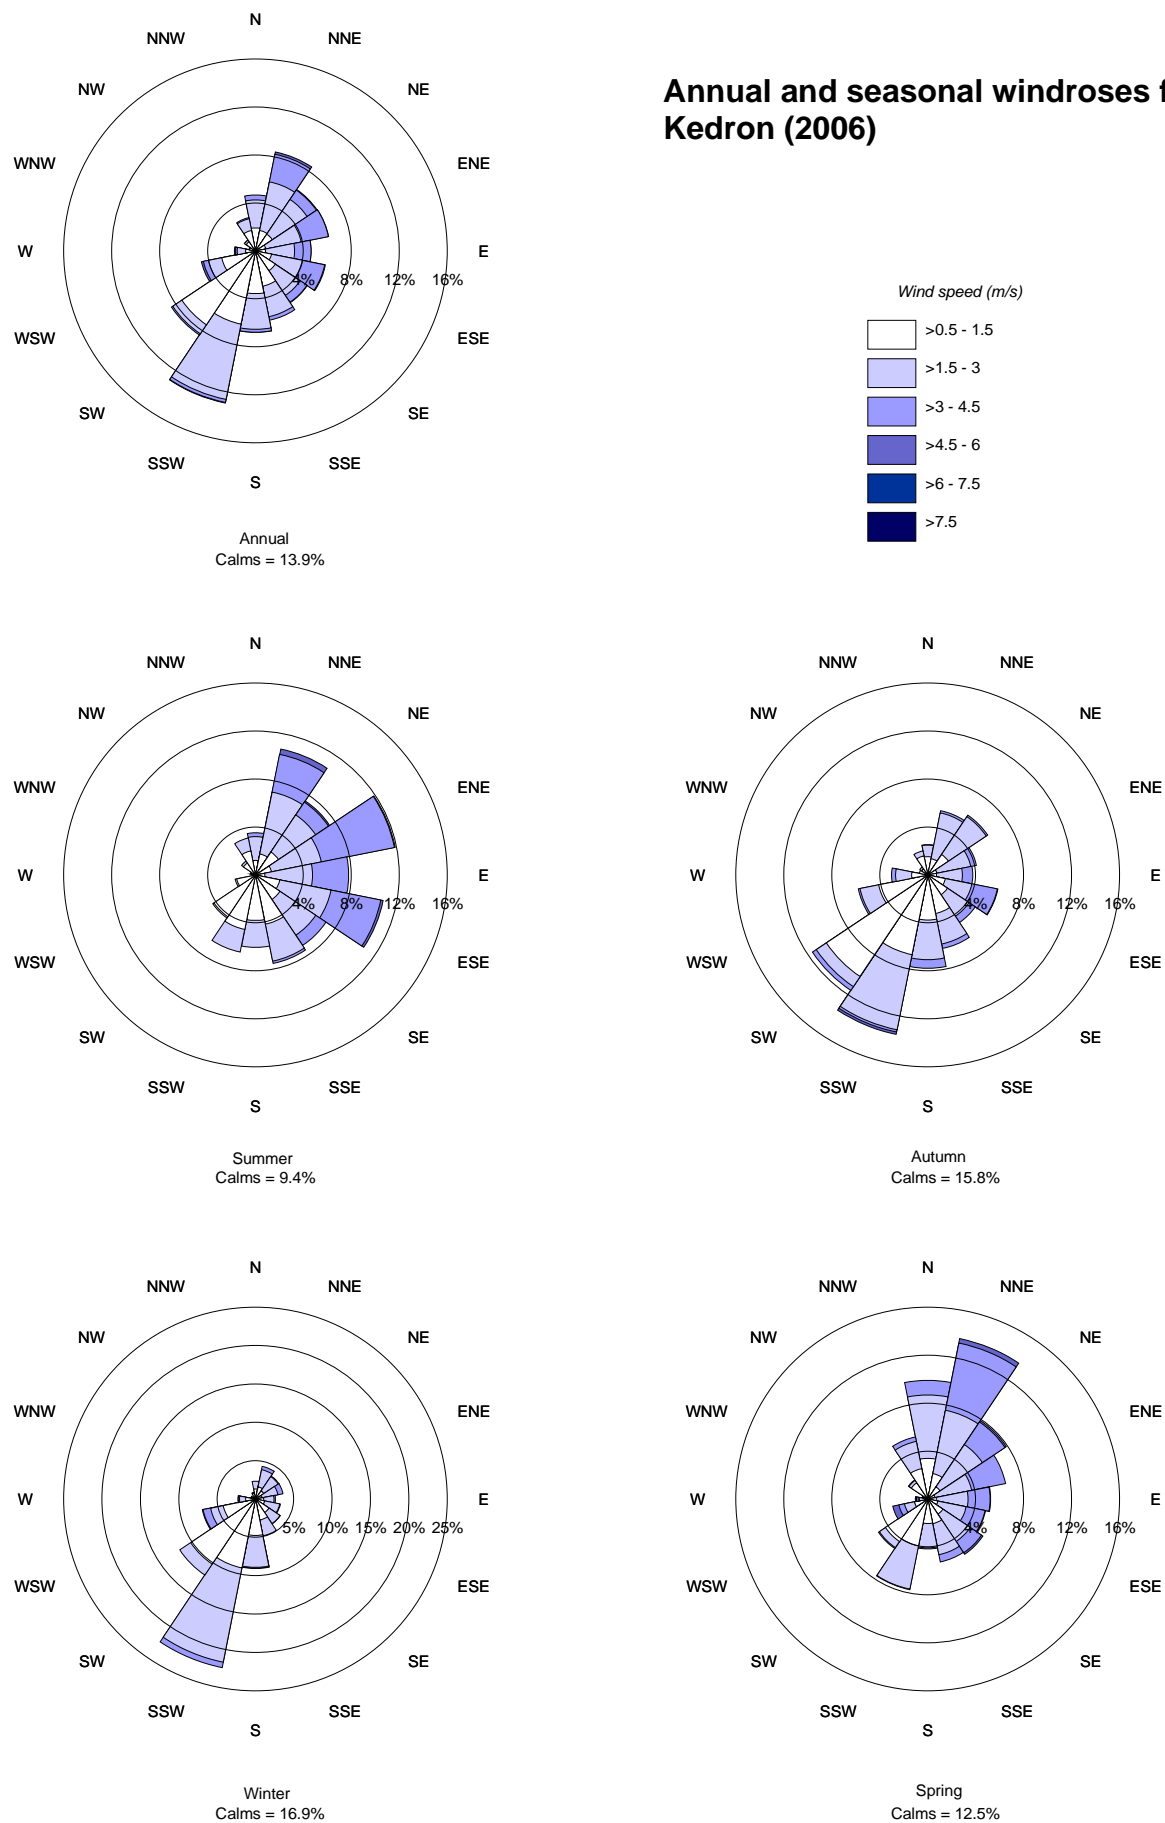 Annual and seasonal windroses f
Kedron (2006)
N
NNW NNE
NW NE
WNW ENE
W E
4% 8% 12% 16%
WSW ESE
SW SE
SSW SSE
S
Annual
Calms = 13.9%
Wind speed (m/s)
>0.5 - 1.5
>1.5 - 3
>3 - 4.5
>4.5 - 6
>6 - 7.5
>7.5
N
NNW NNE
NW NE
WNW ENE
W E
4% 8% 12% 16%
WSW ESE
SW SE
SSW SSE
S
Summer
Calms = 9.4%
N
NNW NNE
NW NE
WNW ENE
W E
4% 8% 12% 16%
WSW ESE
SW SE
SSW SSE
S
Autumn
Calms = 15.8%
N
NNW NNE
NW NE
WNW ENE
W E
5% 10% 15% 20% 25%
WSW ESE
SW SE
SSW SSE
S
Winter
Calms = 16.9%
N
NNW NNE
NW NE
WNW ENE
W E
4% 8% 12% 16%
WSW ESE
SW SE
SSW SSE
S
Spring
Calms = 12.5%